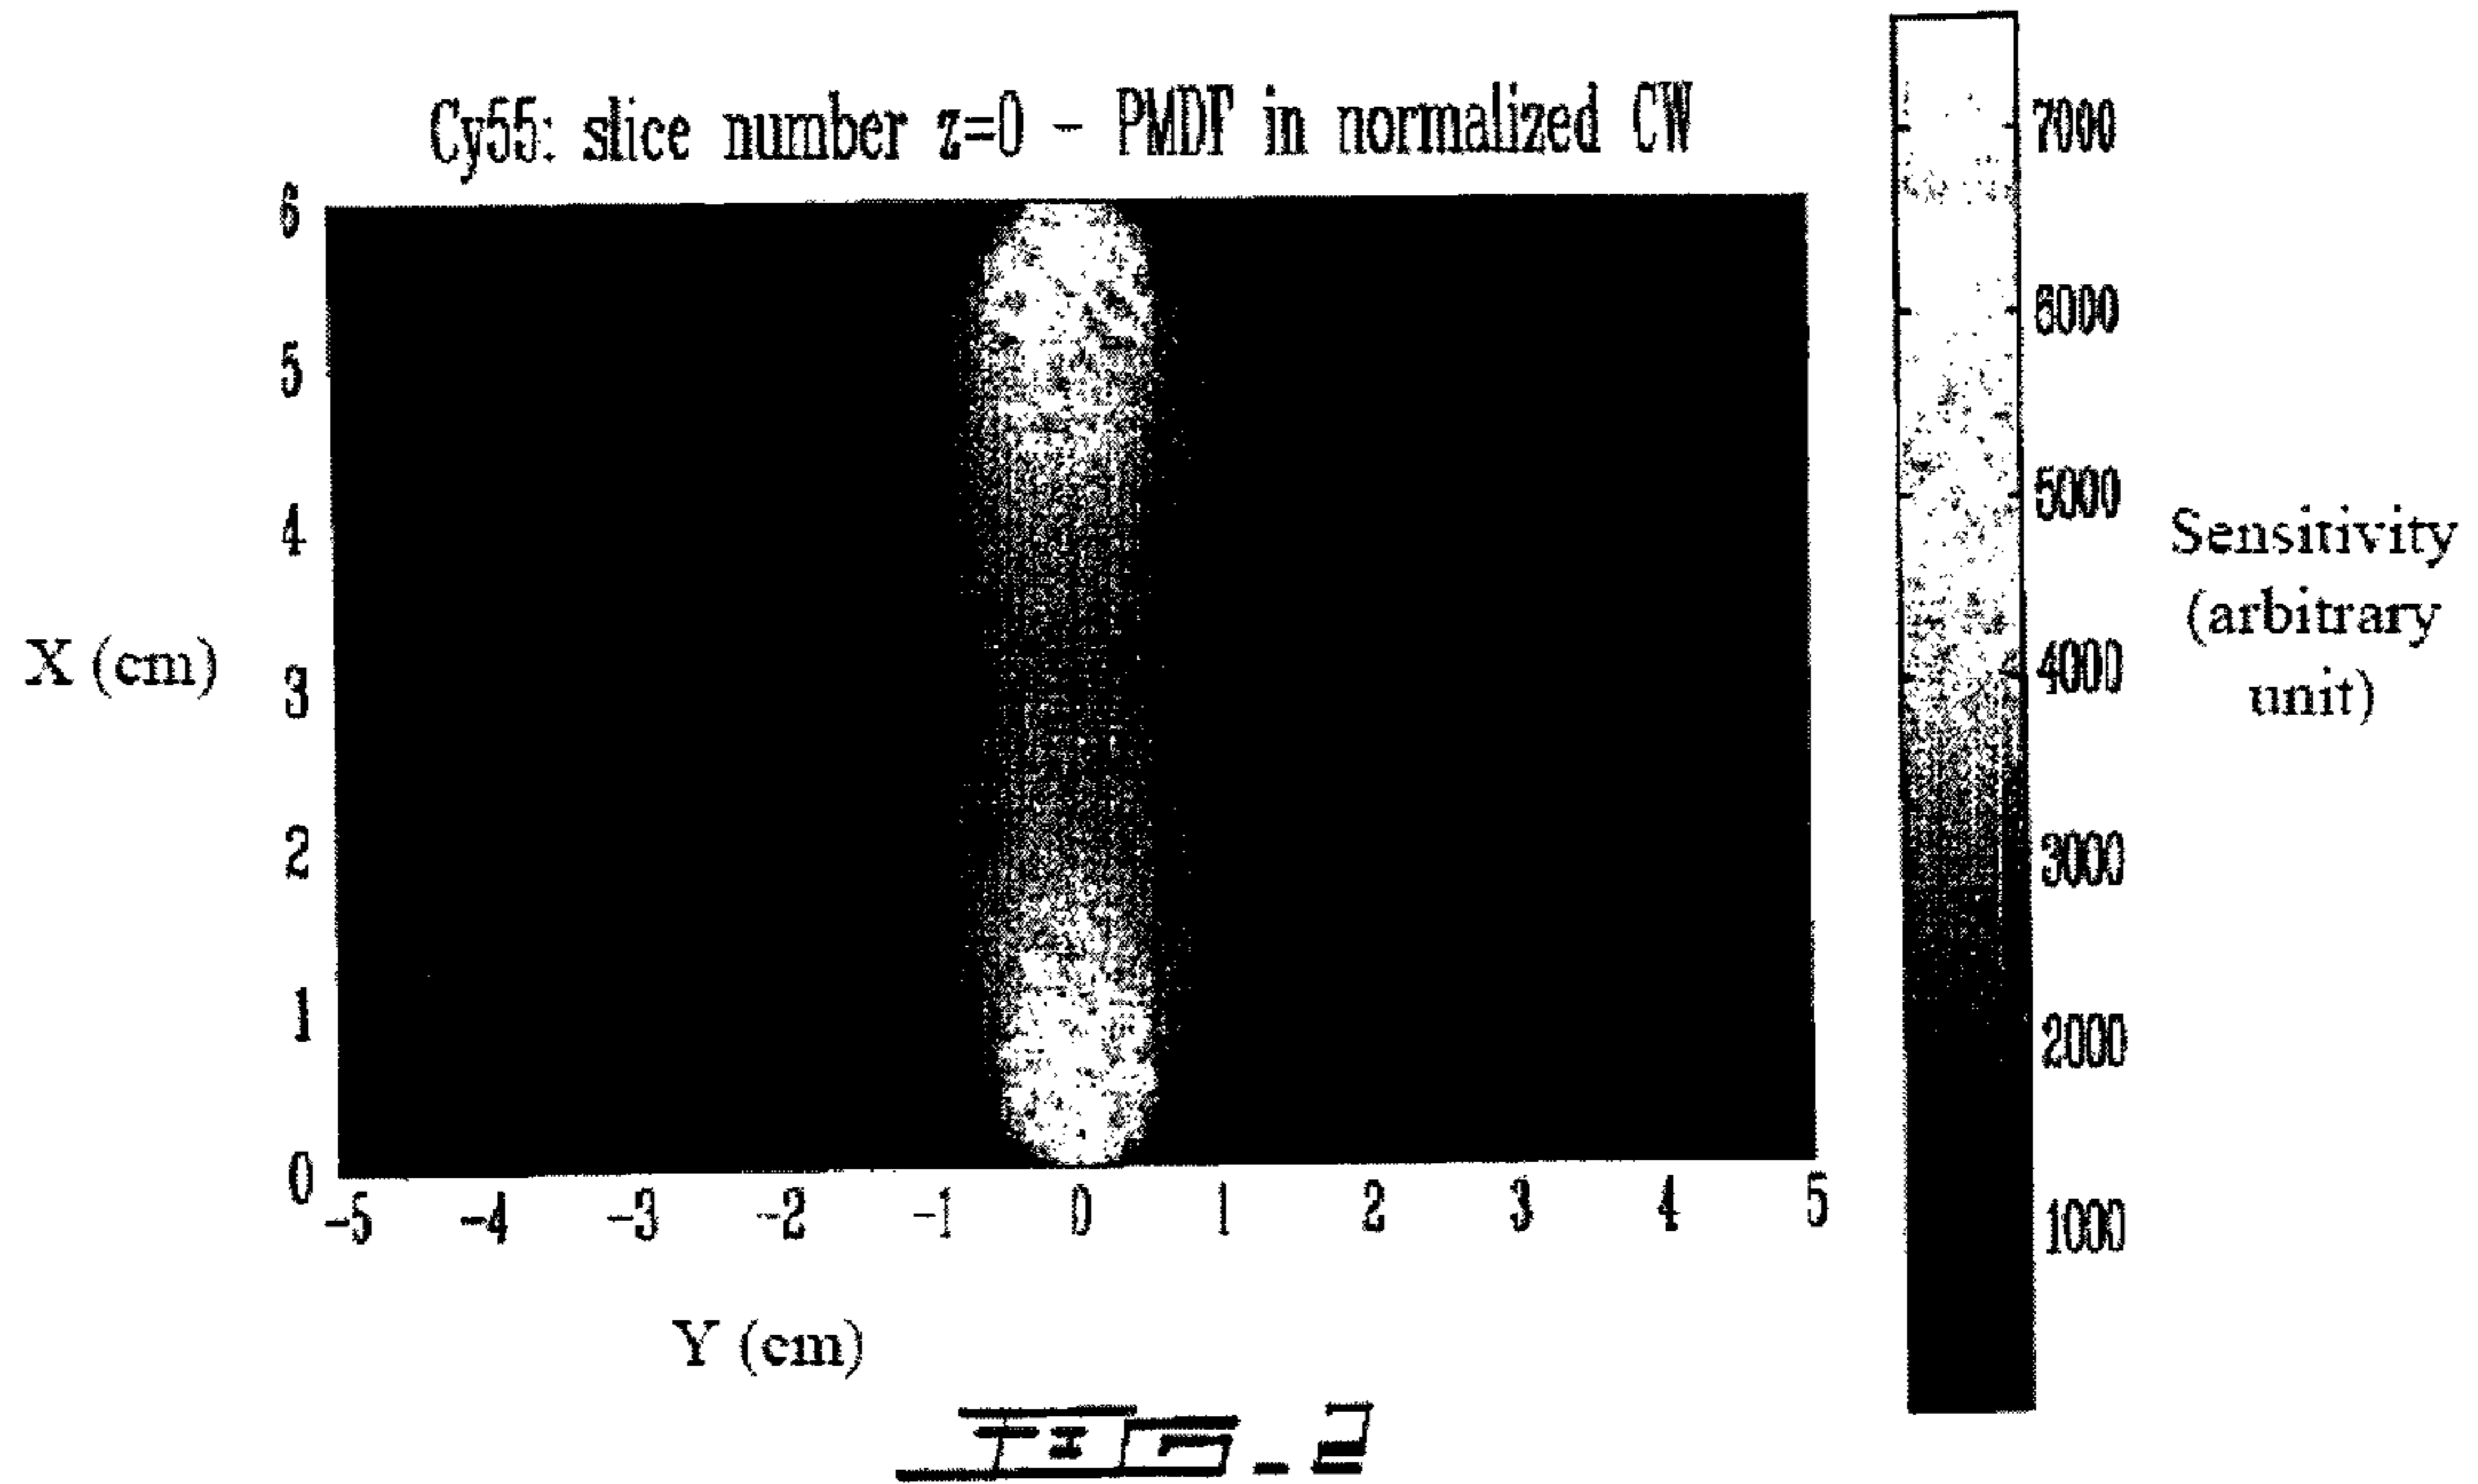 Cy55: slice number z=0 – PMDF in normalized CW
6
5
4
3
2
1
0
X (cm)
-5 -4 -3 -2 -1 0 1 2 3 4 5
Y (cm)
7000
6000
5000
4000
3000
2000
1000
Sensitivity
(arbitrary
unit)
FIG - 2